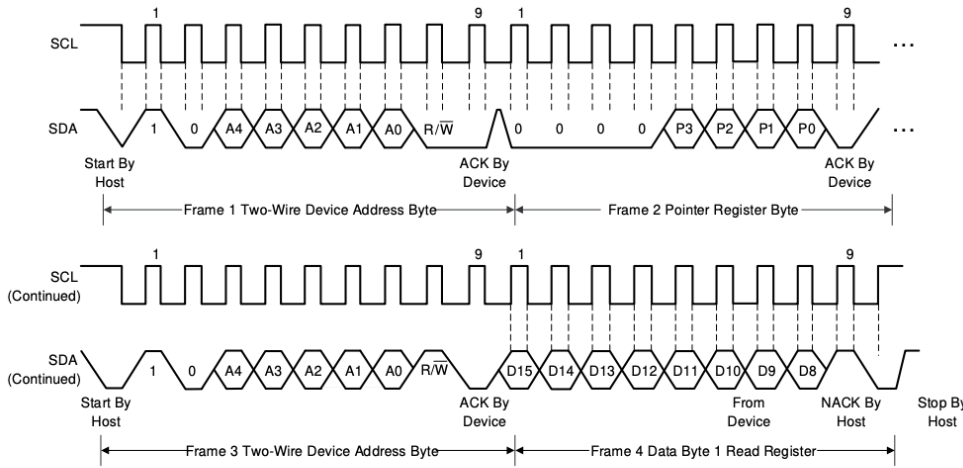 1 9 1 9
SCL ...
SDA 1 0 A4 A3 A2 A1 A0 R/W̅ 0 0 0 0 P3 P2 P1 P0 ...
Start By Host ACK By Device ACK By Device
Frame 1 Two-Wire Device Address Byte Frame 2 Pointer Register Byte
1 9 1 9
SCL (Continued)
SDA (Continued) 1 0 A4 A3 A2 A1 A0 R/W̅ D15 D14 D13 D12 D11 D10 D9 D8
Start By Host ACK By Device From Device NACK By Host Stop By Host
Frame 3 Two-Wire Device Address Byte Frame 4 Data Byte 1 Read Register